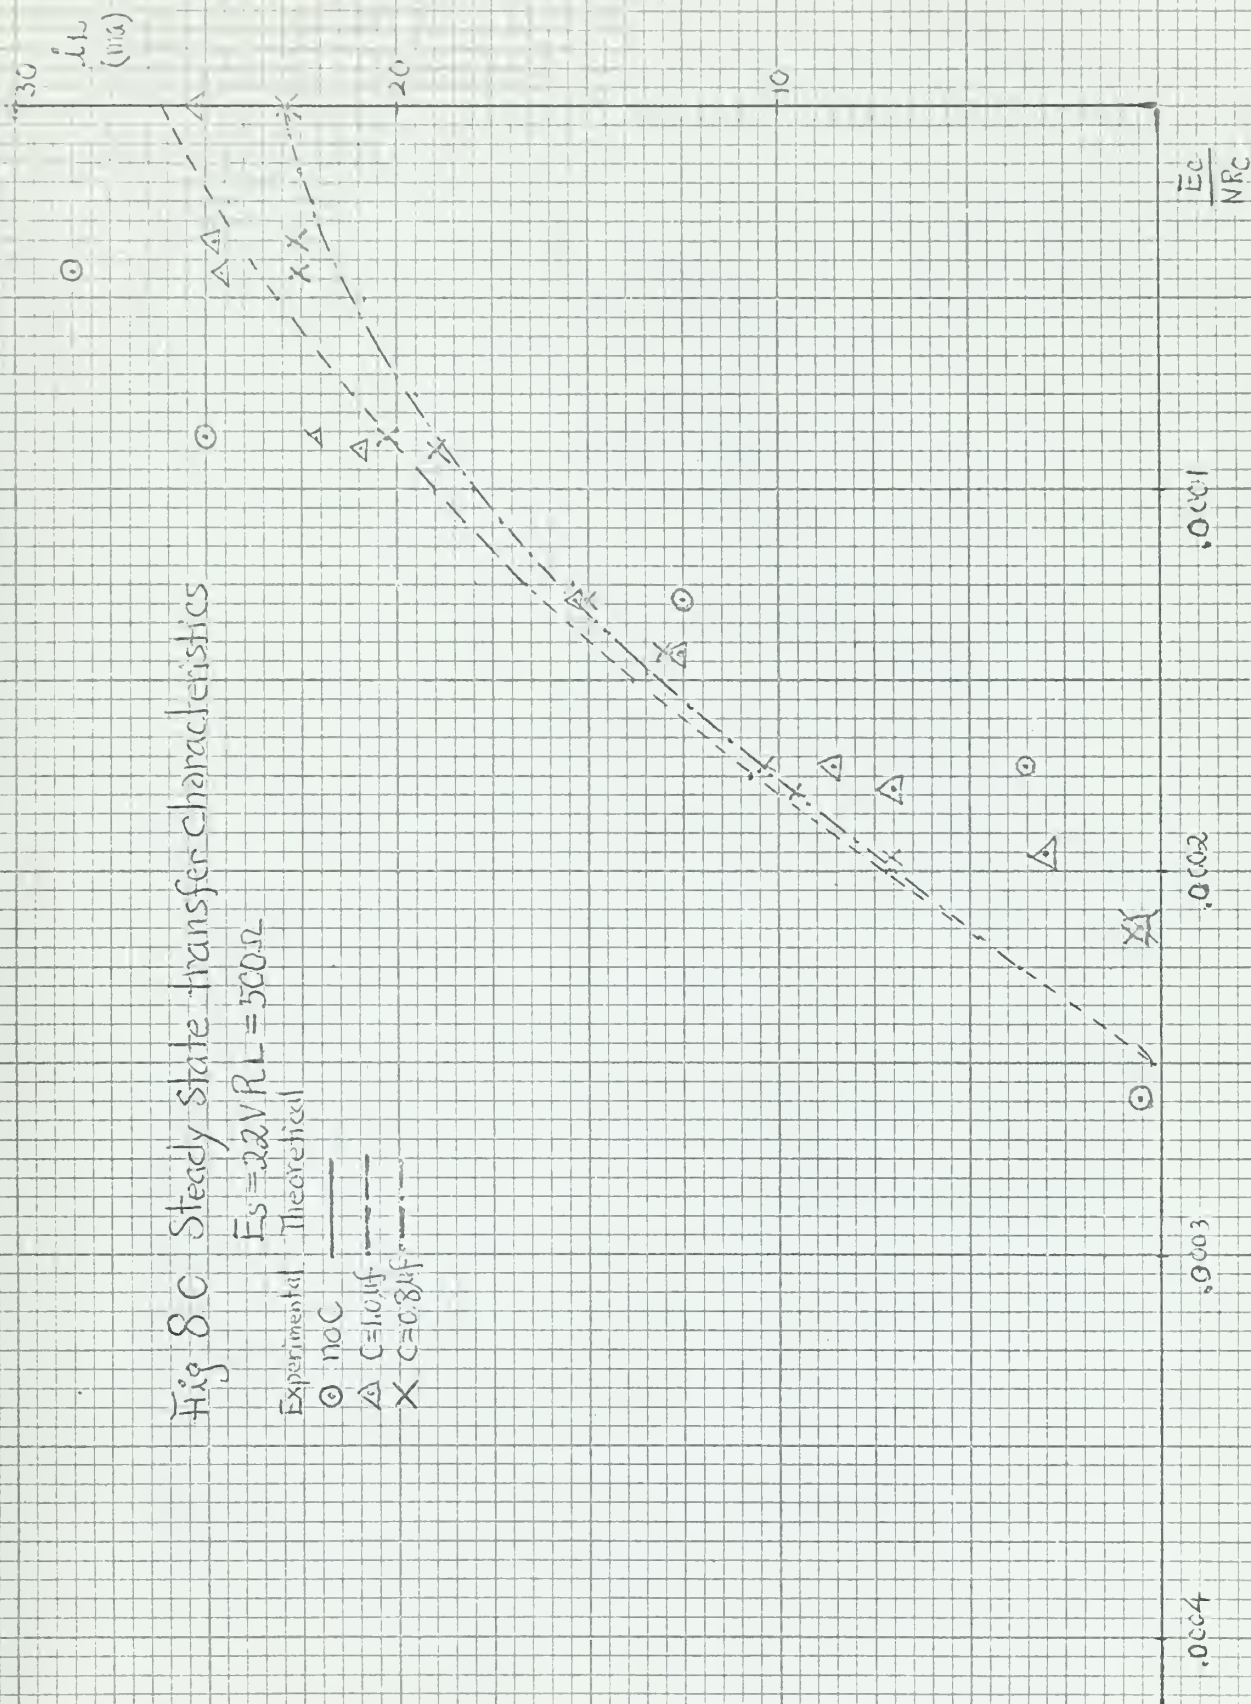 Fig 8.C Steady state transfer characteristics
Es=22V RL=500Ω
Experimental Theoretical
⊙ no C
△ C=1.0μf
X C=0.8μf
iL
(ma)
30
20
10
Ec
NRc
.0001
.0002
.0003
.0004